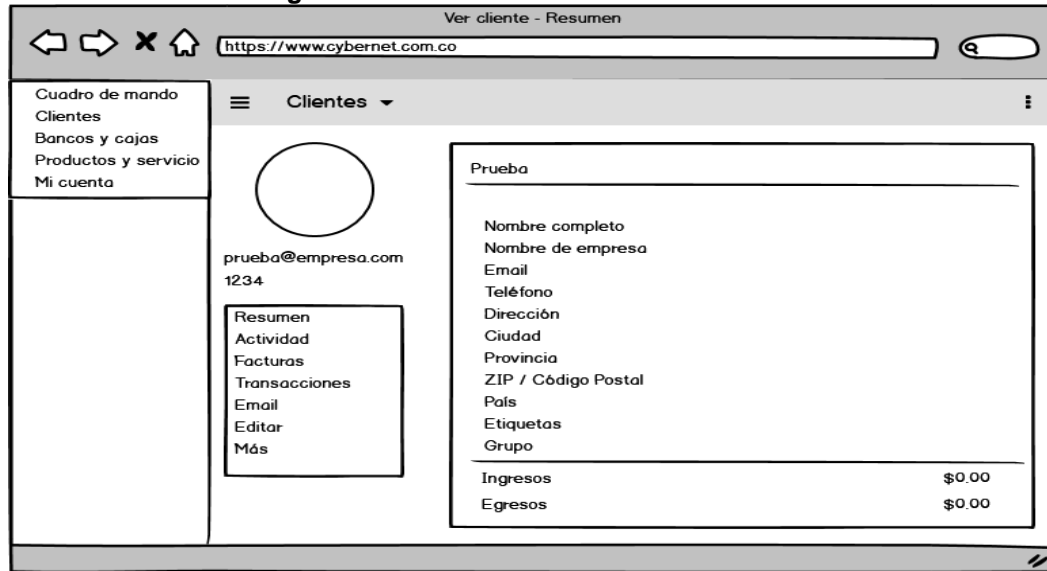 Ver cliente - Resumen
https://www.cybernet.com.co
Cuadro de mando
Clientes
Bancos y cajas
Productos y servicio
Mi cuenta
Clientes
prueba@empresa.com
1234
Resumen
Actividad
Facturas
Transacciones
Email
Editar
Más
Prueba
Nombre completo
Nombre de empresa
Email
Teléfono
Dirección
Ciudad
Provincia
ZIP / Código Postal
País
Etiquetas
Grupo
Ingresos $0.00
Egresos $0.00